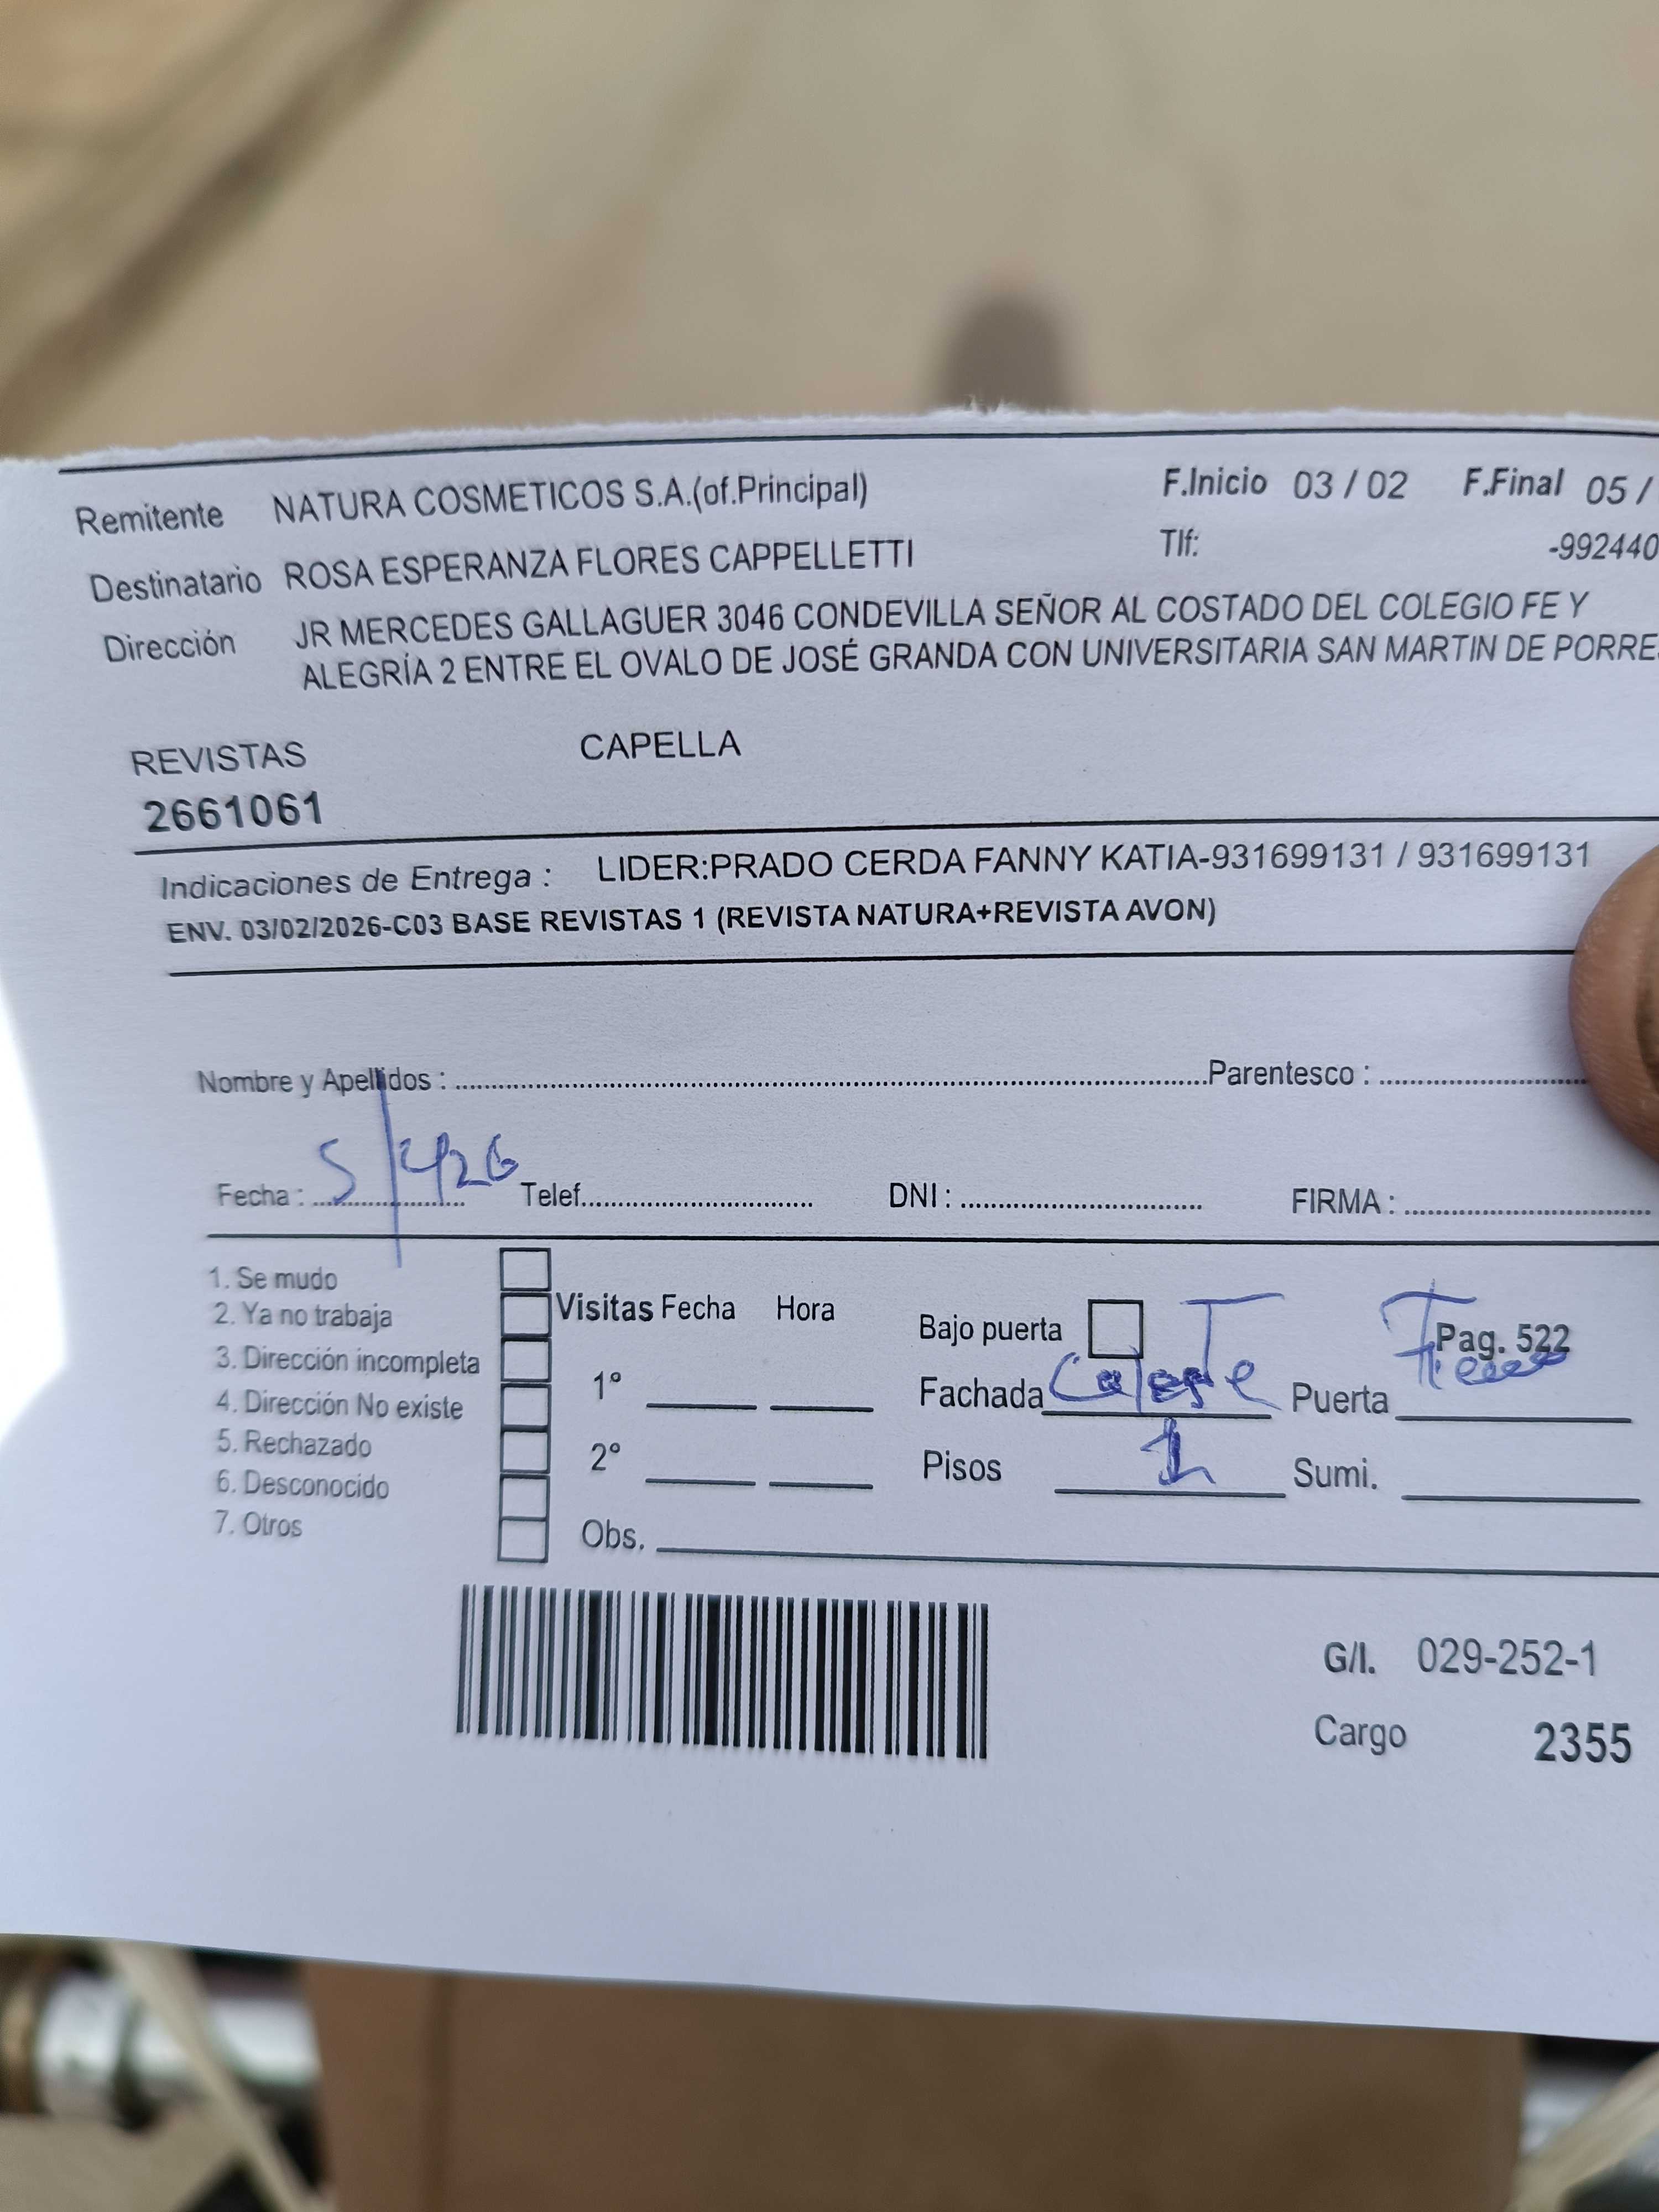 Remitente NATURA COSMETICOS S.A.(of.Principal) F.Inicio 03 / 02 F.Final 05 /
Destinatario ROSA ESPERANZA FLORES CAPPELLETTI Tlf: -992440
Dirección JR MERCEDES GALLAGUER 3046 CONDEVILLA SEÑOR AL COSTADO DEL COLEGIO FE Y
ALEGRÍA 2 ENTRE EL OVALO DE JOSÉ GRANDA CON UNIVERSITARIA SAN MARTIN DE PORRE
REVISTAS CAPELLA
2661061
Indicaciones de Entrega : LIDER:PRADO CERDA FANNY KATIA-931699131 / 931699131
ENV. 03/02/2026-C03 BASE REVISTAS 1 (REVISTA NATURA+REVISTA AVON)
Nombre y Apellidos : Parentesco :
Fecha : Telef. DNI : FIRMA :
1. Se mudo
2. Ya no trabaja
3. Dirección incompleta
4. Dirección No existe
5. Rechazado
6. Desconocido
7. Otros
Visitas Fecha Hora
1°
2°
Obs.
Bajo puerta Pag. 522
Fachada Celeste Puerta
Pisos 1 Sumi.
G/I. 029-252-1
Cargo 2355